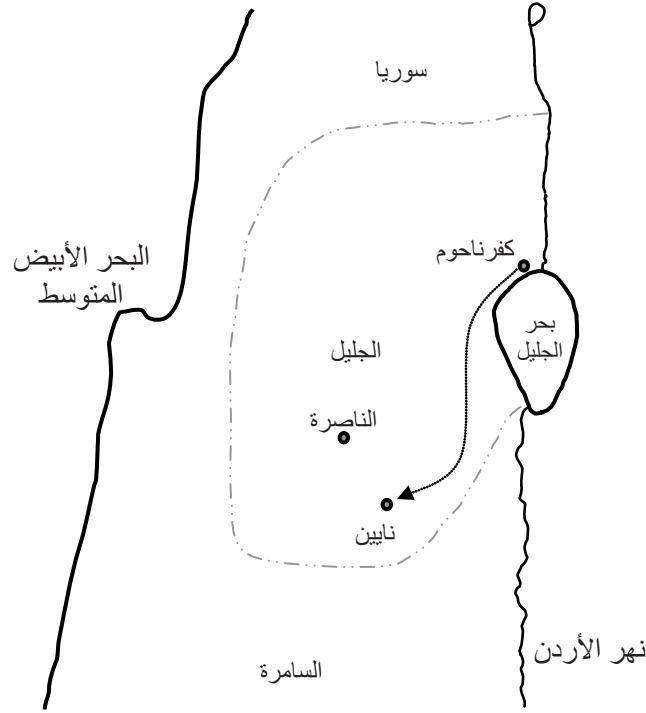 سوريا
كفرناحوم
البحر الأبيض
المتوسط
بحر
الجليل
الجليل
الناصرة
نايين
نهر الأردن
السامرة